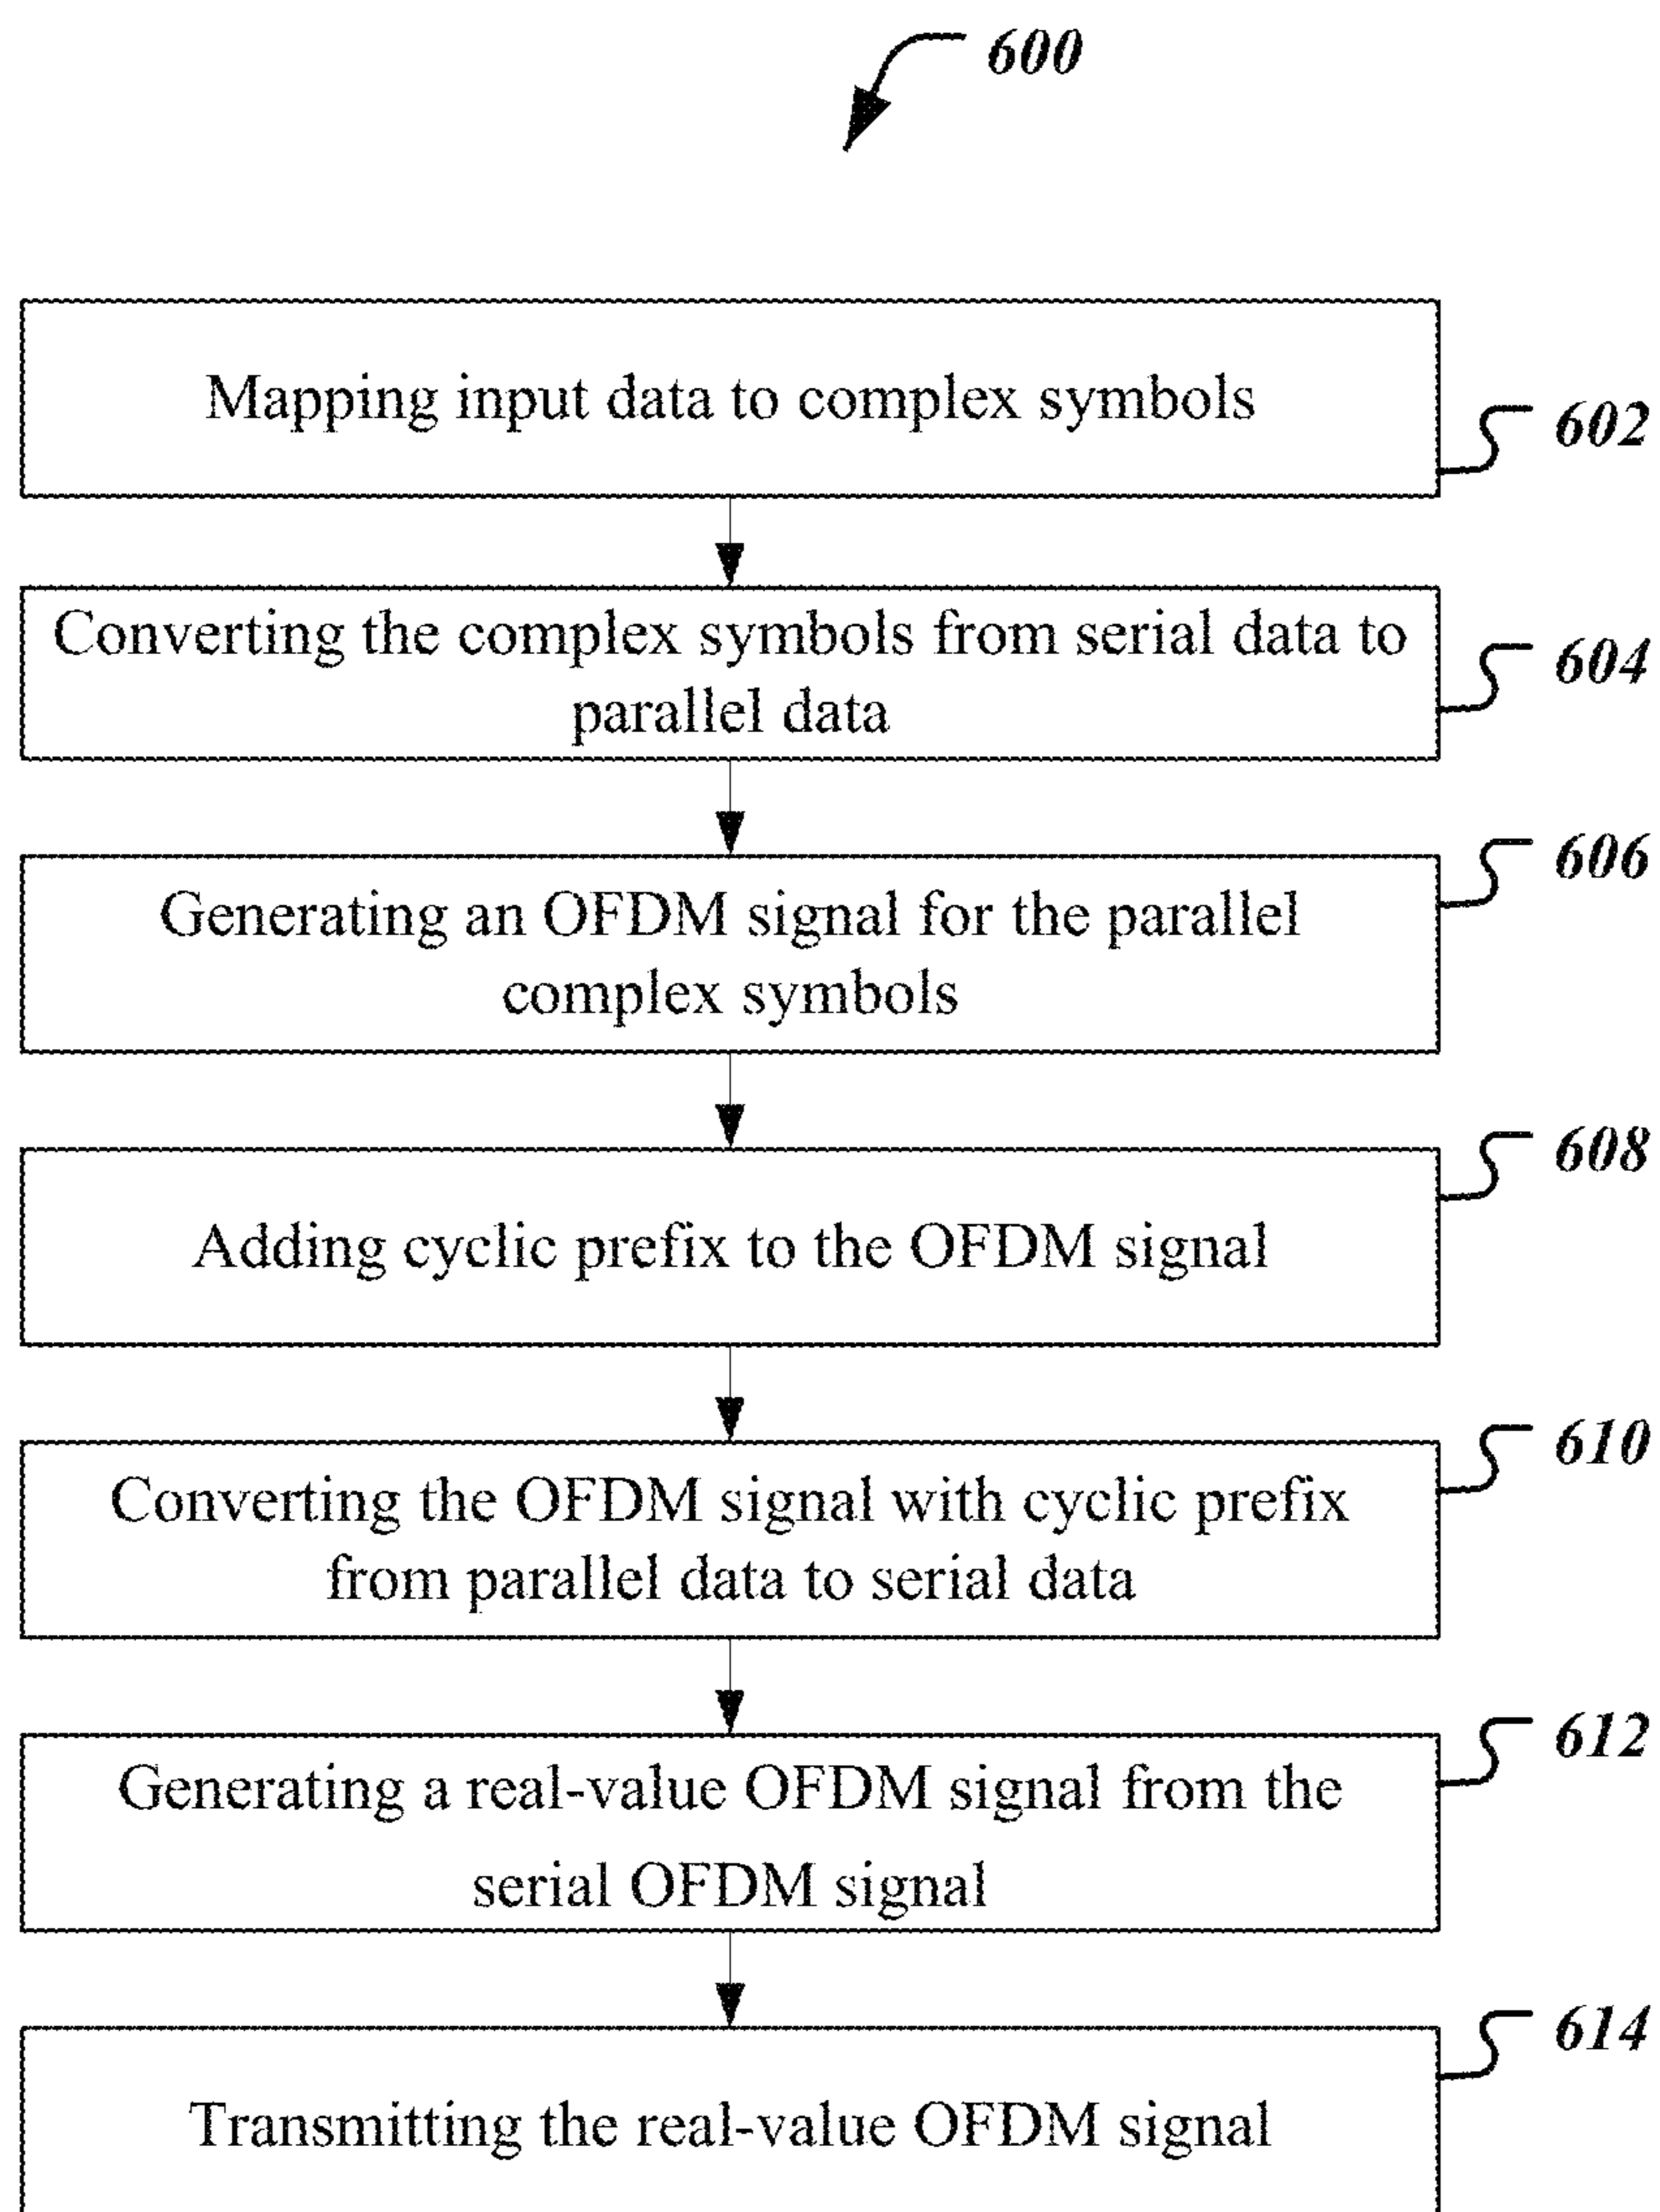 600
Mapping input data to complex symbols
602
Converting the complex symbols from serial data to
parallel data
604
606
Generating an OFDM signal for the parallel
complex symbols
608
Adding cyclic prefix to the OFDM signal
610
Converting the OFDM signal with cyclic prefix
from parallel data to serial data
612
Generating a real-value OFDM signal from the
serial OFDM signal
614
Transmitting the real-value OFDM signal